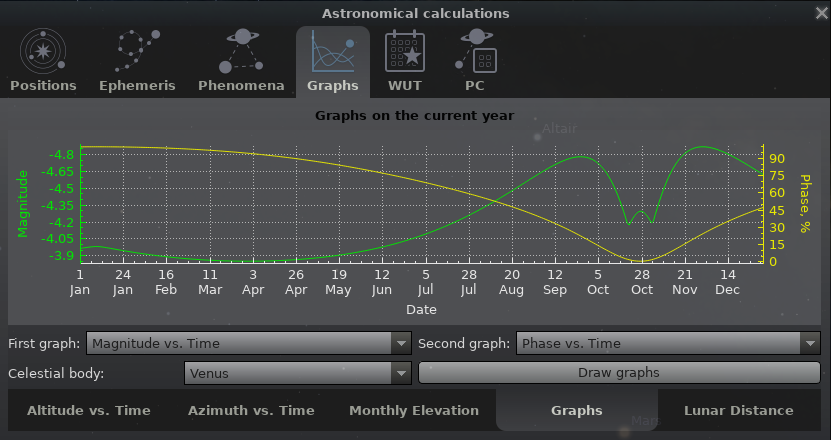 Astronomical calculations
Positions Ephemeris Phenomena Graphs WUT PC
Graphs on the current year
Altair
Magnitude
-4.8
-4.65
-4.5
-4.35
-4.2
-4.05
-3.9
90
75
60
45
30
15
0
Phase, %
1 24 16 11 3 26 19 12 5 28 20 12 5 28 21 14
Jan Jan Feb Mar Apr Apr May Jun Jul Jul Aug Sep Oct Oct Nov Dec
Date
First graph: Magnitude vs. Time Second graph: Phase vs. Time
Celestial body: Venus Draw graphs
Altitude vs. Time Azimuth vs. Time Monthly Elevation Graphs Lunar Distance